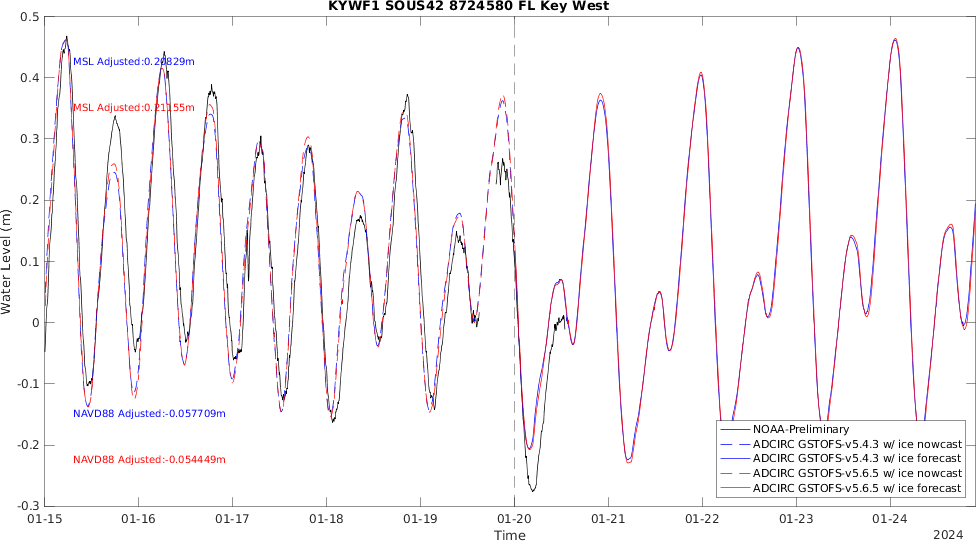 KYWF1 SOUS42 8724580 FL Key West
0.5
0.4
0.3
0.2
0.1
0
-0.1
-0.2
-0.3
Water Level (m)
MSL Adjusted:0.20829m
MSL Adjusted:0.21155m
NAVD88 Adjusted:-0.057709m
NAVD88 Adjusted:-0.054449m
NOAA-Preliminary
ADCIRC GSTOFS-v5.4.3 w/ ice nowcast
ADCIRC GSTOFS-v5.4.3 w/ ice forecast
ADCIRC GSTOFS-v5.6.5 w/ ice nowcast
ADCIRC GSTOFS-v5.6.5 w/ ice forecast
01-15 01-16 01-17 01-18 01-19 01-20 01-21 01-22 01-23 01-24
Time
2024